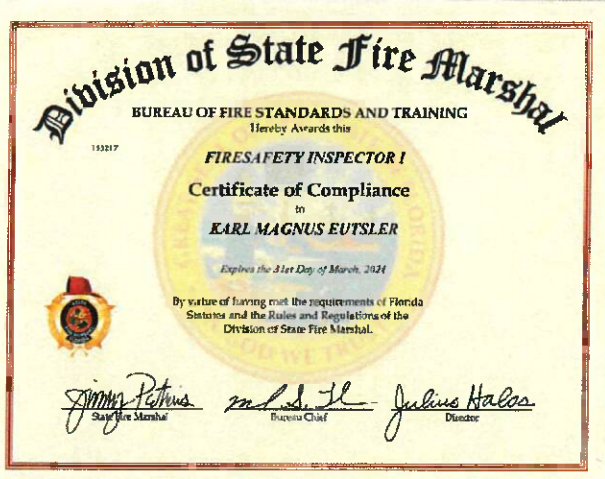 Division of State Fire Marshal
BUREAU OF FIRE STANDARDS AND TRAINING
Hereby Awards this
153217
FIRESAFETY INSPECTOR I
Certificate of Compliance
to
KARL MAGNUS EUTSLER
Expires the 31st Day of March, 2024
By virtue of having met the requirements of Florida
Statutes and the Rules and Regulations of the
Division of State Fire Marshal.
Jimmy Patronis
State Fire Marshal
Bureau Chief
Julius Halas
Director